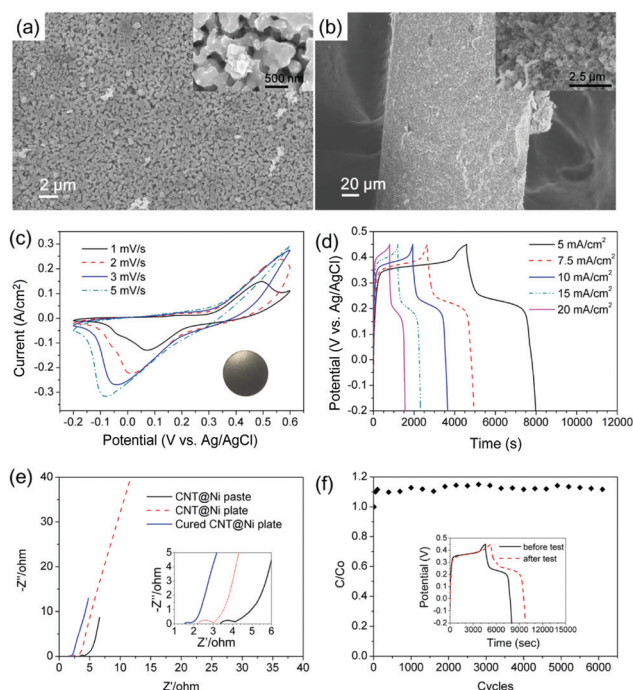 (a)
500 nm
2 μm
(b)
2.5 μm
20 μm
(c)
0.3
0.2
0.1
0.0
-0.1
-0.2
-0.3
Current (A/cm²)
1 mV/s
2 mV/s
3 mV/s
5 mV/s
-0.2 -0.1 0.0 0.1 0.2 0.3 0.4 0.5 0.6
Potential (V vs. Ag/AgCl)
(d)
0.5
0.4
0.3
0.2
0.1
0.0
-0.1
-0.2
Potential (V vs. Ag/AgCl)
5 mA/cm²
7.5 mA/cm²
10 mA/cm²
15 mA/cm²
20 mA/cm²
0 2000 4000 6000 8000 10000 12000
Time (s)
(e)
40
30
20
10
0
-Z''/ohm
CNT@Ni paste
CNT@Ni plate
Cured CNT@Ni plate
5
4
3
2
1
0
-Z''/ohm
1 2 3 4 5 6
Z'/ohm
0 5 10 15 20 25 30 35 40
Z'/ohm
(f)
1.2
1.0
0.8
0.6
0.4
0.2
0.0
C/Co
before test
after test
Potential (V)
0.5
0.4
0.3
0.2
0.1
0.0
-0.1
-0.2
0 3000 6000 9000 12000 15000
Time (sec)
0 1000 2000 3000 4000 5000 6000
Cycles